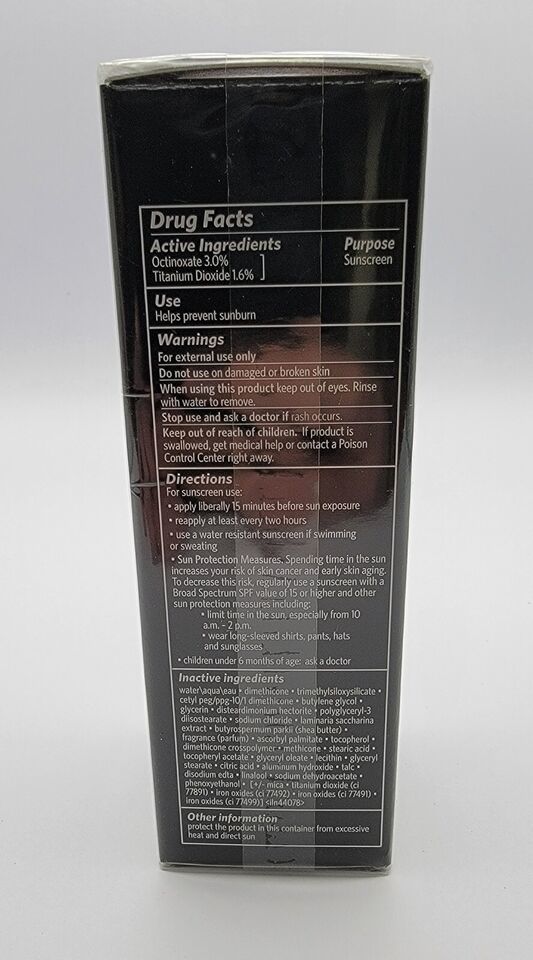 Drug Facts
Active Ingredients Purpose
Octinoxate 3.0% Sunscreen
Titanium Dioxide 1.6%
Use
Helps prevent sunburn
Warnings
For external use only
Do not use on damaged or broken skin
When using this product keep out of eyes. Rinse
with water to remove.
Stop use and ask a doctor if rash occurs.
Keep out of reach of children. If product is
swallowed, get medical help or contact a Poison
Control Center right away.
Directions
For sunscreen use:
• apply liberally 15 minutes before sun exposure
• reapply at least every two hours
• use a water resistant sunscreen if swimming
or sweating
• Sun Protection Measures. Spending time in the sun
increases your risk of skin cancer and early skin aging.
To decrease this risk, regularly use a sunscreen with a
Broad Spectrum SPF value of 15 or higher and other
sun protection measures including:
• limit time in the sun, especially from 10
a.m. - 2 p.m.
• wear long-sleeved shirts, pants, hats
and sunglasses
• children under 6 months of age: ask a doctor
Inactive ingredients
water\aqua\eau • dimethicone • trimethylsiloxysilicate •
cetyl peg/ppg-10/1 dimethicone • butylene glycol •
glycerin • disteardimonium hectorite • polyglyceryl-3
diisostearate • sodium chloride • laminaria saccharina
extract • butyrospermum parkii (shea butter) •
fragrance (parfum) • ascorbyl palmitate • tocopherol •
dimethicone crosspolymer • methicone • stearic acid •
tocopheryl acetate • glyceryl oleate • lecithin • glyceryl
stearate • citric acid • aluminum hydroxide • talc •
disodium edta • linalool • sodium dehydroacetate •
phenoxyethanol • [+/- mica • titanium dioxide (ci
77891) • iron oxides (ci 77492) • iron oxides (ci 77491) •
iron oxides (ci 77499)] <iln44078>
Other information
protect the product in this container from excessive
heat and direct sun